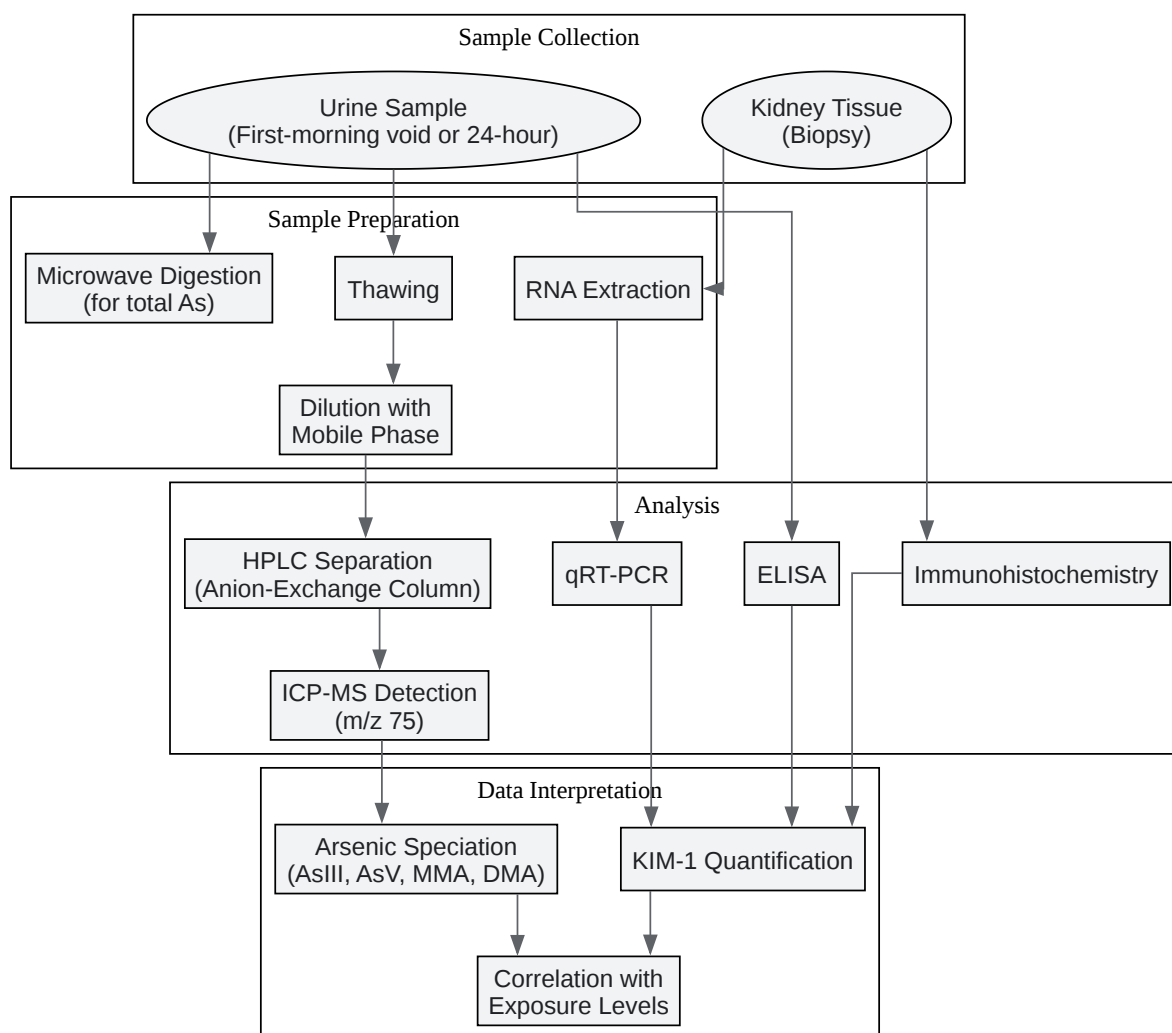 Sample Collection
Urine Sample
(First-morning void or 24-hour)
Kidney Tissue
(Biopsy)
Sample Preparation
Microwave Digestion
(for total As)
Thawing
RNA Extraction
Dilution with
Mobile Phase
Analysis
HPLC Separation
(Anion-Exchange Column)
qRT-PCR
ELISA
Immunohistochemistry
ICP-MS Detection
(m/z 75)
Data Interpretation
Arsenic Speciation
(AsIII, AsV, MMA, DMA)
KIM-1 Quantification
Correlation with
Exposure Levels